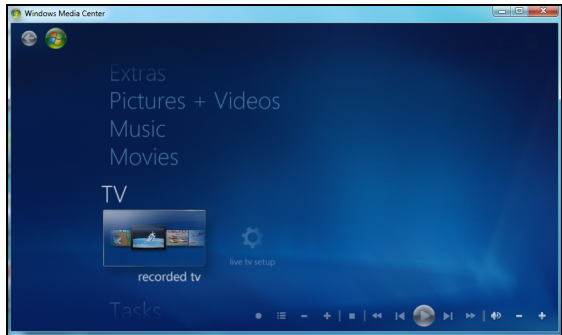 Windows Media Center
Extras
Pictures + Videos
Music
Movies
TV
live tv setup
recorded tv
Tasks